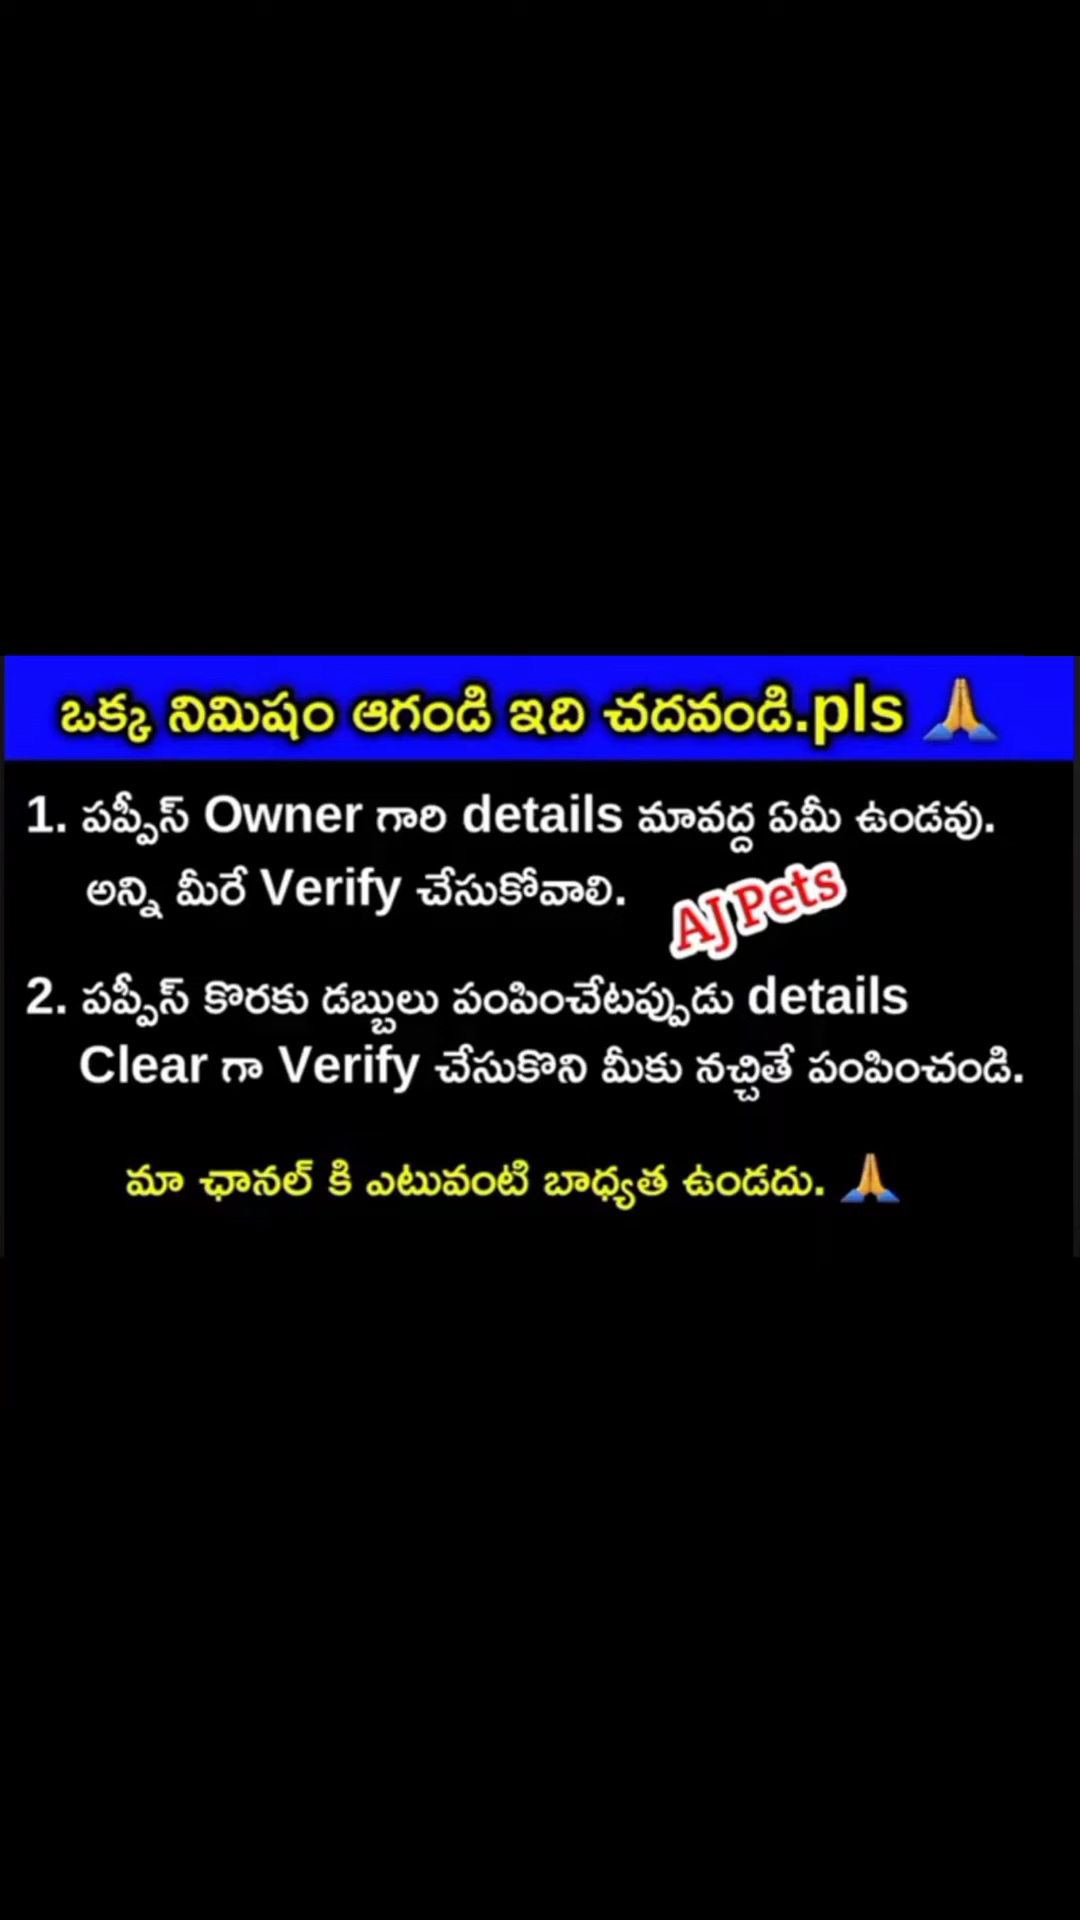 ఒక్క నిమిషం ఆగండి ఇది చదవండి.pls 🙏
1. పప్పీస్ Owner గారి details మావద్ద ఏమీ ఉండవు.
అన్ని మీరే Verify చేసుకోవాలి.
AJ Pets
2. పప్పీస్ కొరకు డబ్బులు పంపించేటప్పుడు details
Clear గా Verify చేసుకొని మీకు నచ్చితే పంపించండి.
మా ఛానల్ కి ఎటువంటి బాధ్యత ఉండదు. 🙏